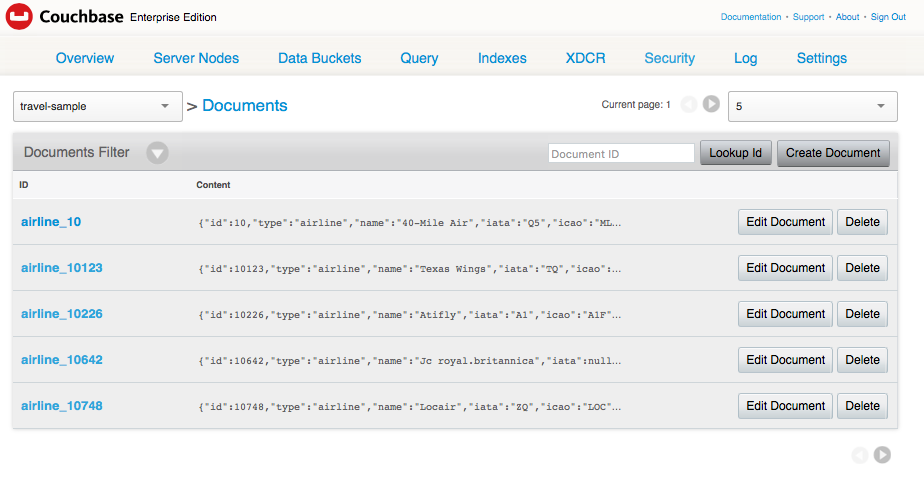 Couchbase Enterprise Edition
Documentation • Support • About • Sign Out
Overview Server Nodes Data Buckets Query Indexes XDCR Security Log Settings
travel-sample > Documents Current page: 1 5
Documents Filter Document ID Lookup Id Create Document
ID Content
airline_10 {"id":10,"type":"airline","name":"40-Mile Air","iata":"Q5","icao":"ML... Edit Document Delete
airline_10123 {"id":10123,"type":"airline","name":"Texas Wings","iata":"TQ","icao":... Edit Document Delete
airline_10226 {"id":10226,"type":"airline","name":"Atifly","iata":"A1","icao":"A1F"... Edit Document Delete
airline_10642 {"id":10642,"type":"airline","name":"Jc royal.britannica","iata":null... Edit Document Delete
airline_10748 {"id":10748,"type":"airline","name":"Locair","iata":"ZQ","icao":"LOC"... Edit Document Delete